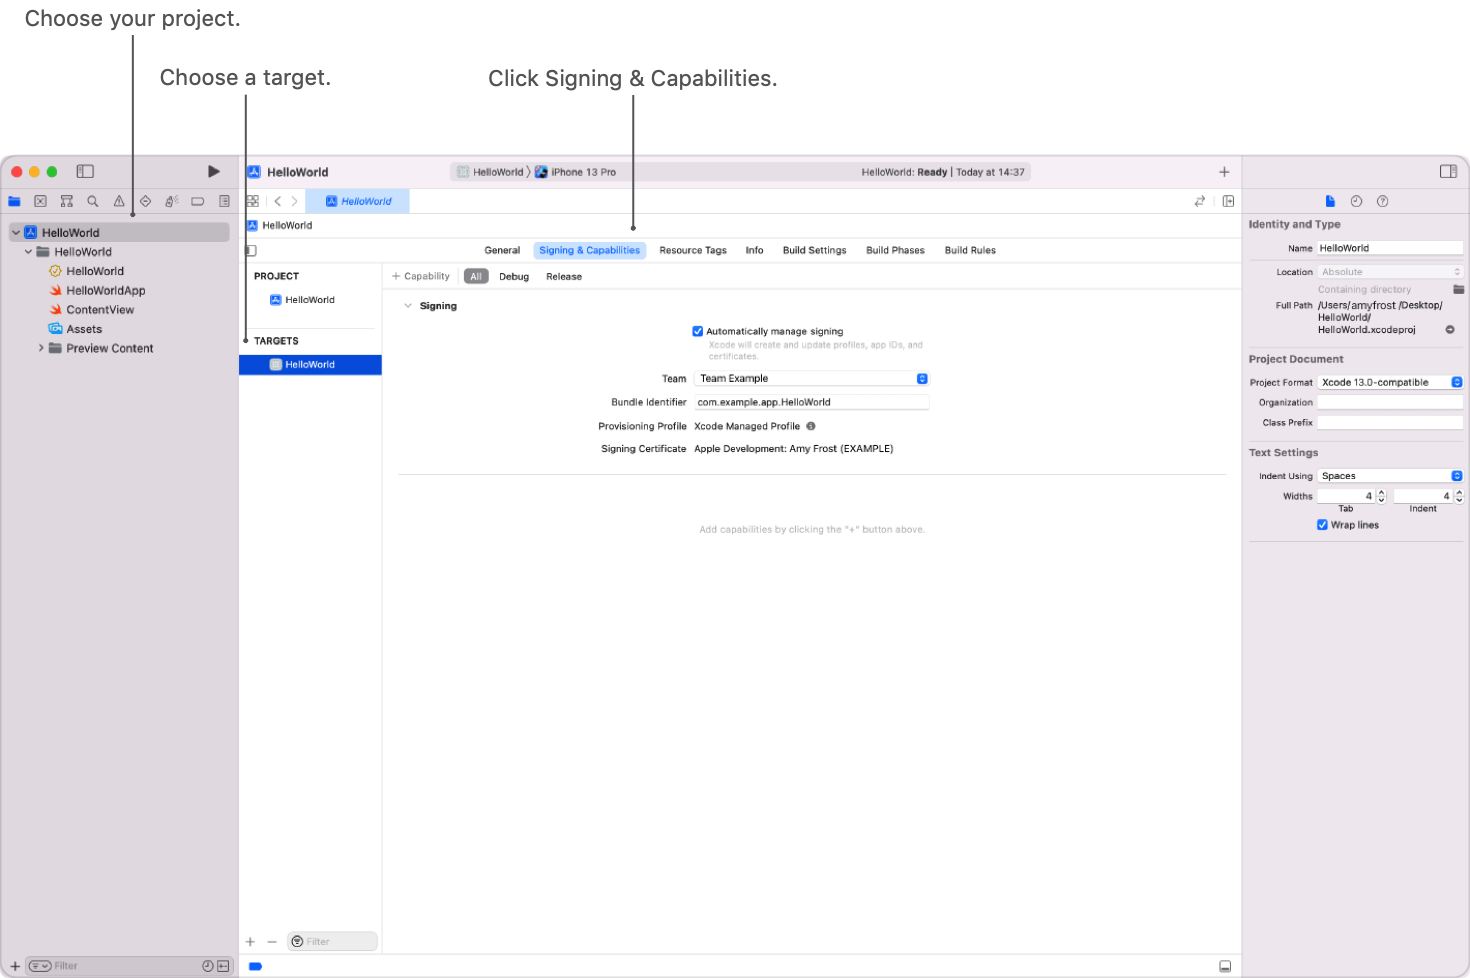 Choose your project.
Choose a target.
Click Signing & Capabilities.
HelloWorld
HelloWorld
iPhone 13 Pro
HelloWorld: Ready | Today at 14:37
HelloWorld
HelloWorld
General
Signing & Capabilities
Resource Tags
Info
Build Settings
Build Phases
Build Rules
HelloWorld
HelloWorld
HelloWorld
HelloWorldApp
ContentView
Assets
Preview Content
PROJECT
HelloWorld
TARGETS
HelloWorld
+ Capability
All
Debug
Release
Signing
Automatically manage signing
Xcode will create and update profiles, app IDs, and
certificates.
Team
Team Example
Bundle Identifier
com.example.app.HelloWorld
Provisioning Profile
Xcode Managed Profile
Signing Certificate
Apple Development: Amy Frost (EXAMPLE)
Add capabilities by clicking the "+" button above.
Identity and Type
Name
HelloWorld
Location
Absolute
Containing directory
Full Path
/Users/amyfrost /Desktop/
HelloWorld/
HelloWorld.xcodeproj
Project Document
Project Format
Xcode 13.0-compatible
Organization
Class Prefix
Text Settings
Indent Using
Spaces
Widths
4
4
Tab
Indent
Wrap lines
Filter
Filter